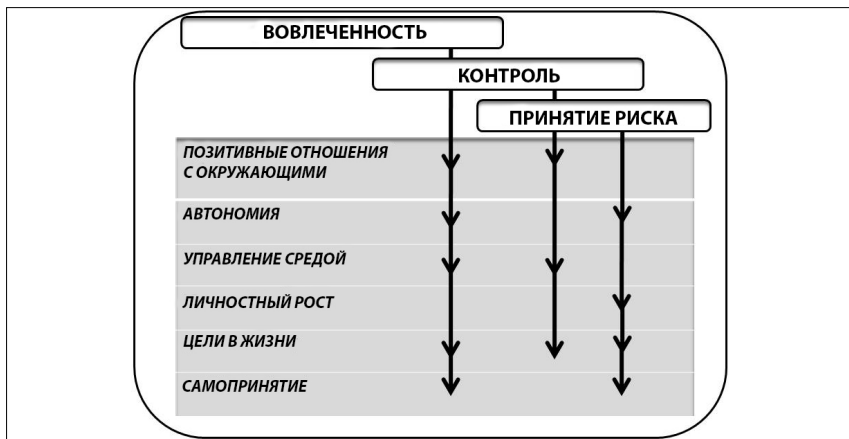 ВОВЛЕЧЕННОСТЬ
КОНТРОЛЬ
ПРИНЯТИЕ РИСКА
ПОЗИТИВНЫЕ ОТНОШЕНИЯ
С ОКРУЖАЮЩИМИ
АВТОНОМИЯ
УПРАВЛЕНИЕ СРЕДОЙ
ЛИЧНОСТНЫЙ РОСТ
ЦЕЛИ В ЖИЗНИ
САМОПРИНЯТИЕ